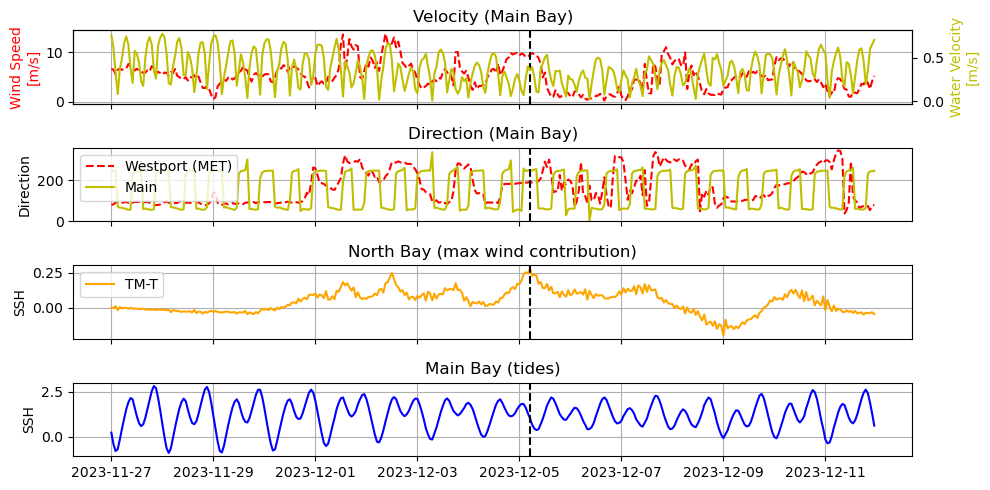 Velocity (Main Bay)
Wind Speed
[m/s]
10
0
0.5
0.0
Water Velocity
[m/s]
Direction (Main Bay)
Direction
200
0
Westport (MET)
Main
North Bay (max wind contribution)
SSH
0.25
0.00
TM-T
Main Bay (tides)
SSH
2.5
0.0
2023-11-27 2023-11-29 2023-12-01 2023-12-03 2023-12-05 2023-12-07 2023-12-09 2023-12-11